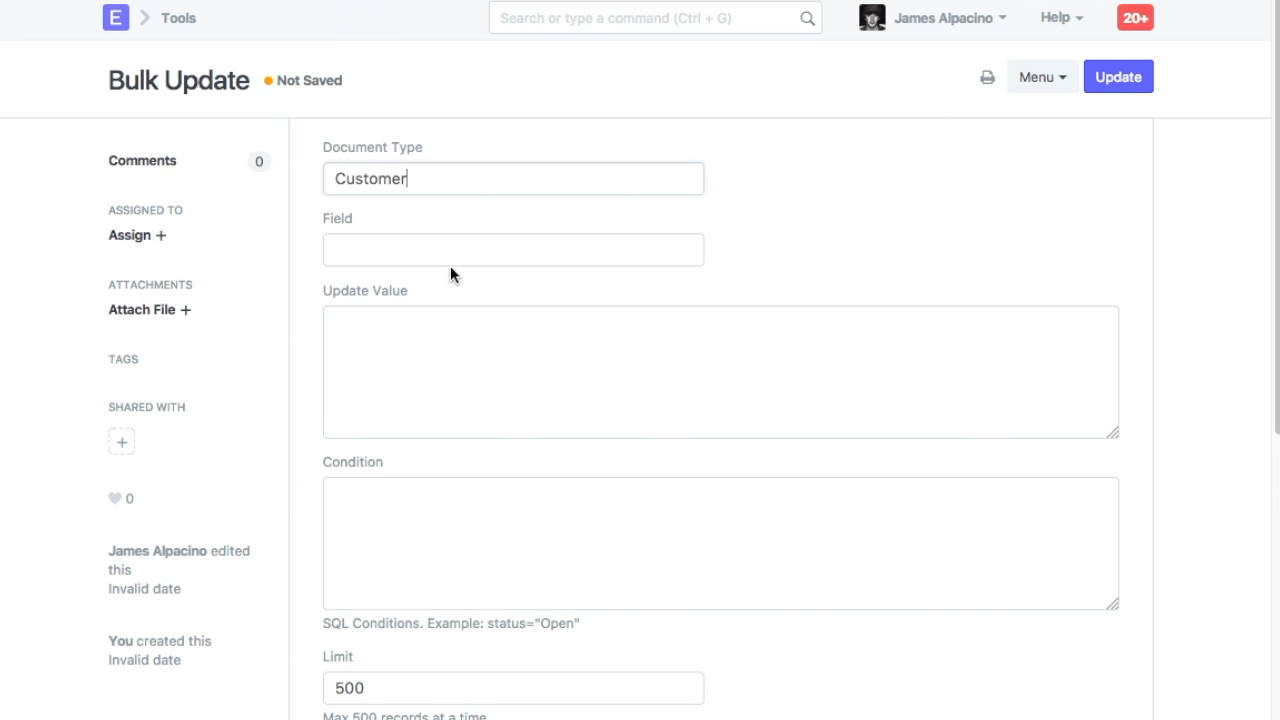 E Tools
Search or type a command (Ctrl + G)
James Alpacino
Help
20+
Bulk Update
Not Saved
Menu
Update
Comments 0
ASSIGNED TO
Assign +
ATTACHMENTS
Attach File +
TAGS
SHARED WITH
+
0
James Alpacino edited
this
Invalid date
You created this
Invalid date
Document Type
Customer
Field
Update Value
Condition
SQL Conditions. Example: status="Open"
Limit
500
Max 500 records at a time